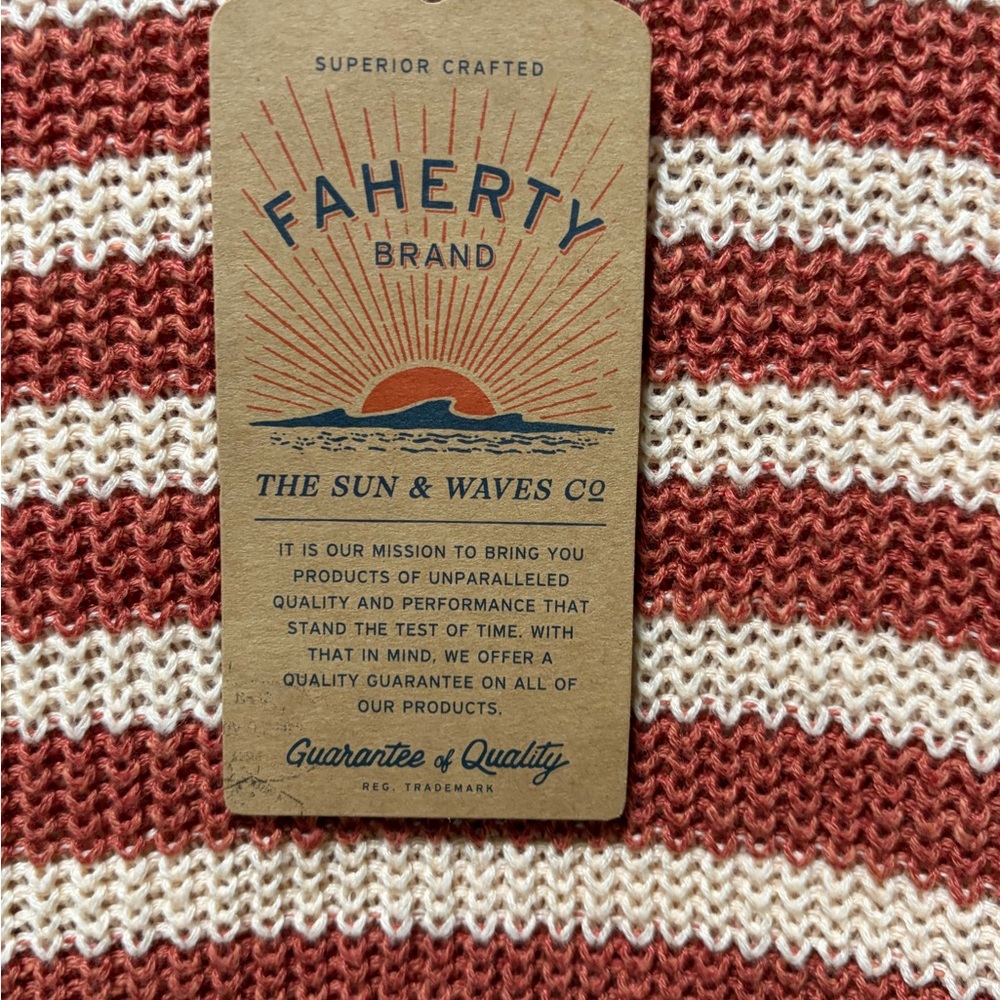 SUPERIOR CRAFTED
FAHERTY
BRAND
THE SUN & WAVES Cº
IT IS OUR MISSION TO BRING YOU
PRODUCTS OF UNPARALLELED
QUALITY AND PERFORMANCE THAT
STAND THE TEST OF TIME. WITH
THAT IN MIND, WE OFFER A
QUALITY GUARANTEE ON ALL OF
OUR PRODUCTS.
Guarantee of Quality
REG. TRADEMARK